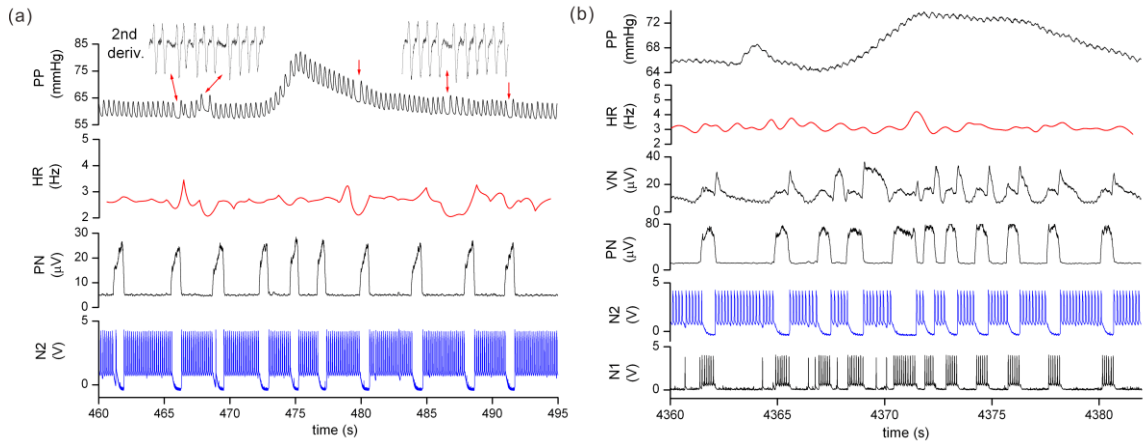 (a)
2nd
deriv.
PP
(mmHg)
85
75
65
55
HR
(Hz)
5
4
3
2
PN
(μV)
30
20
10
0
N2
(V)
5
0
460 465 470 475 480 485 490 495
time (s)
(b)
PP
(mmHg)
72
68
64
HR
(Hz)
6
5
4
3
2
VN
(μV)
40
20
0
PN
(μV)
80
0
N2
(V)
5
0
N1
(V)
5
0
4360 4365 4370 4375 4380
time (s)